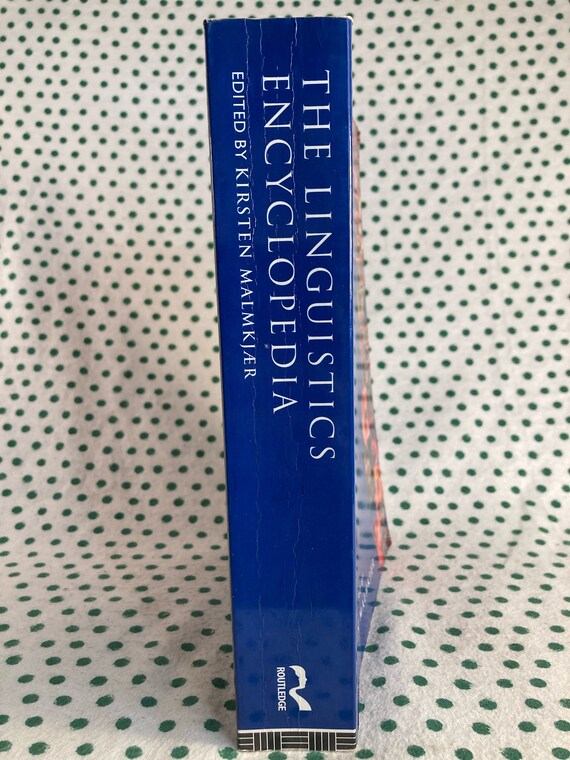 THE LINGUISTICS
ENCYCLOPEDIA
EDITED BY KIRSTEN MALMKJÆR
ROUTLEDGE